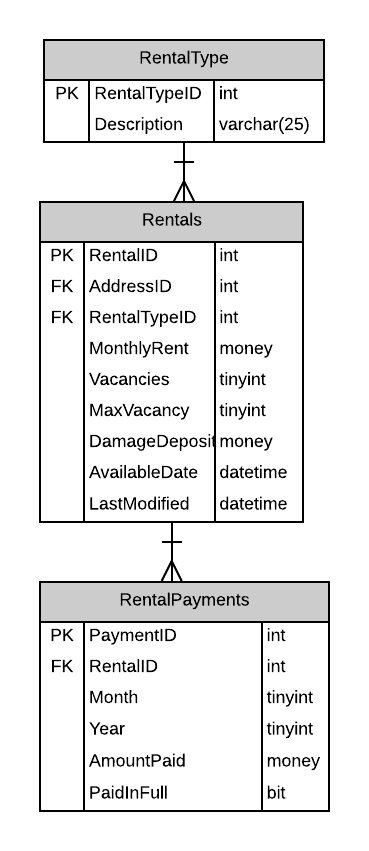 RentalType
PK RentalTypeID int
Description varchar(25)
Rentals
PK RentalID int
FK AddressID int
FK RentalTypeID int
MonthlyRent money
Vacancies tinyint
MaxVacancy tinyint
DamageDeposit money
AvailableDate datetime
LastModified datetime
RentalPayments
PK PaymentID int
FK RentalID int
Month tinyint
Year tinyint
AmountPaid money
PaidInFull bit